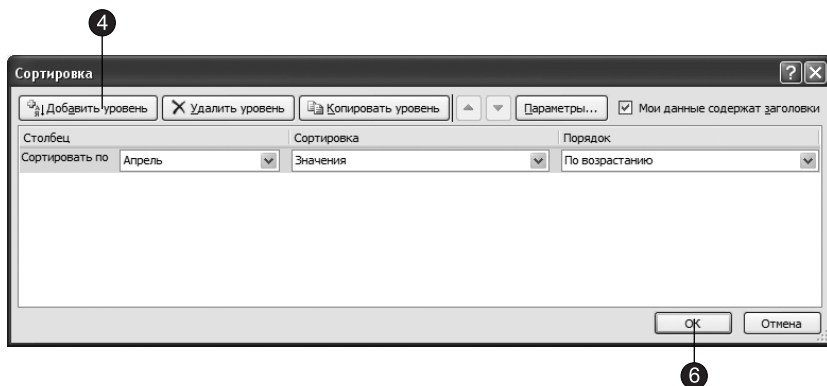 4
Сортировка
Добавить уровень Удалить уровень Копировать уровень Параметры... Мои данные содержат заголовки
Столбец Сортировка Порядок
Сортировать по Апрель Значения По возрастанию
ОК Отмена
6